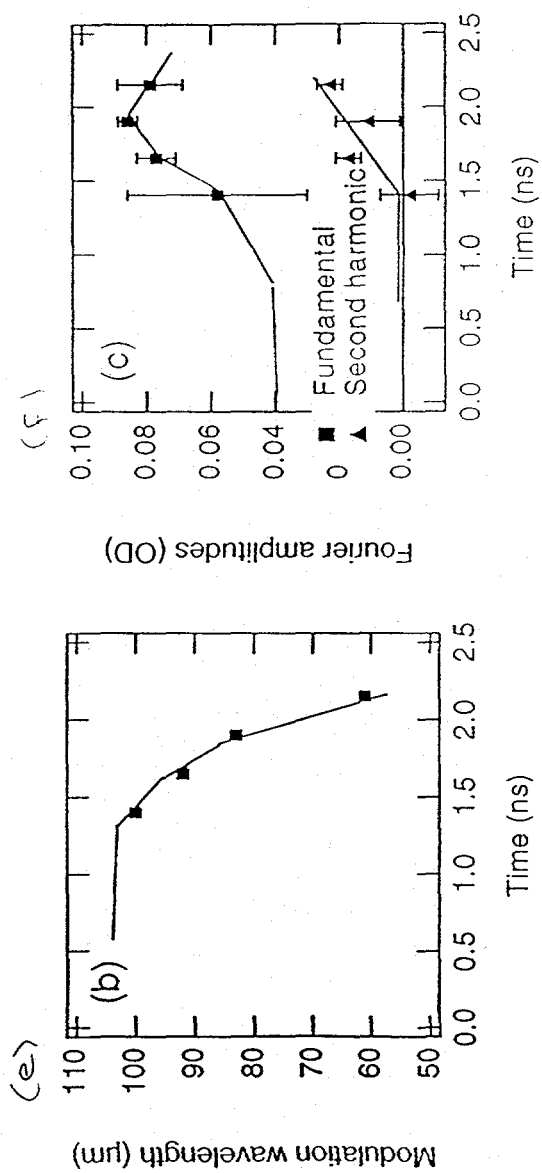 (e)
(b)
Modulation wavelength (μm)
110
100
90
80
70
60
50
0.0 0.5 1.0 1.5 2.0 2.5
Time (ns)
(f)
(c)
Fourier amplitudes (OD)
0.10
0.08
0.06
0.04
0
0.00
■ Fundamental
▲ Second harmonic
0.0 0.5 1.0 1.5 2.0 2.5
Time (ns)